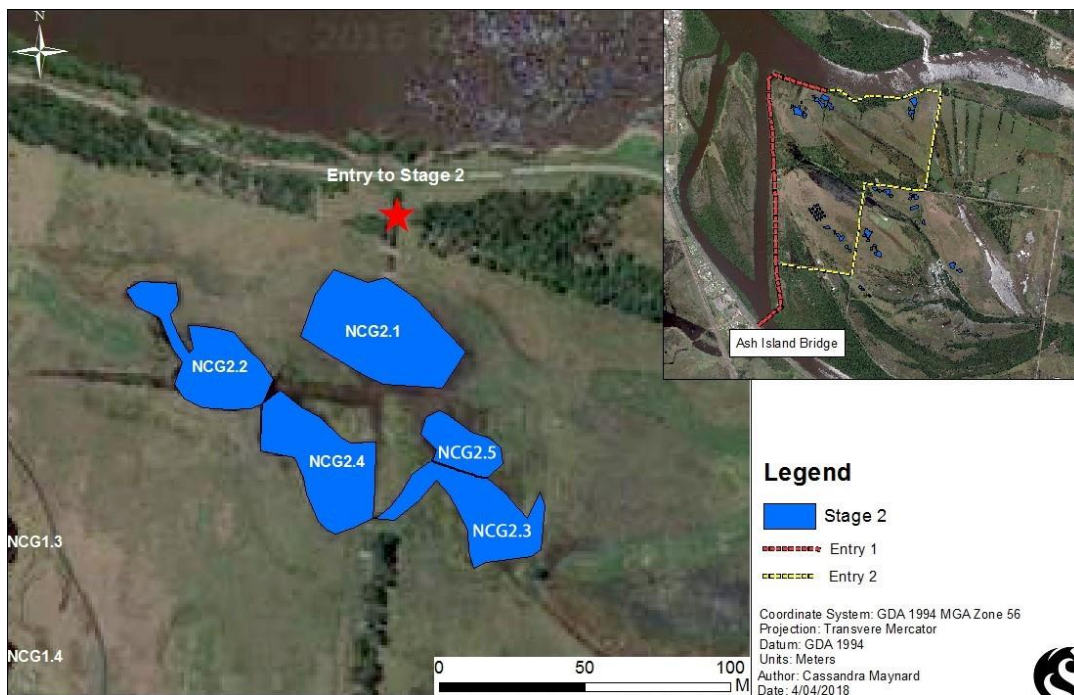 N
© 2016
Entry to Stage 2
NCG2.1
NCG2.2
NCG2.5
NCG2.4
NCG2.3
NCG1.3
NCG1.4
0 50 100
M
Ash Island Bridge
Legend
Stage 2
Entry 1
Entry 2
Coordinate System: GDA 1994 MGA Zone 56
Projection: Transvere Mercator
Datum: GDA 1994
Units: Meters
Author: Cassandra Maynard
Date: 4/04/2018